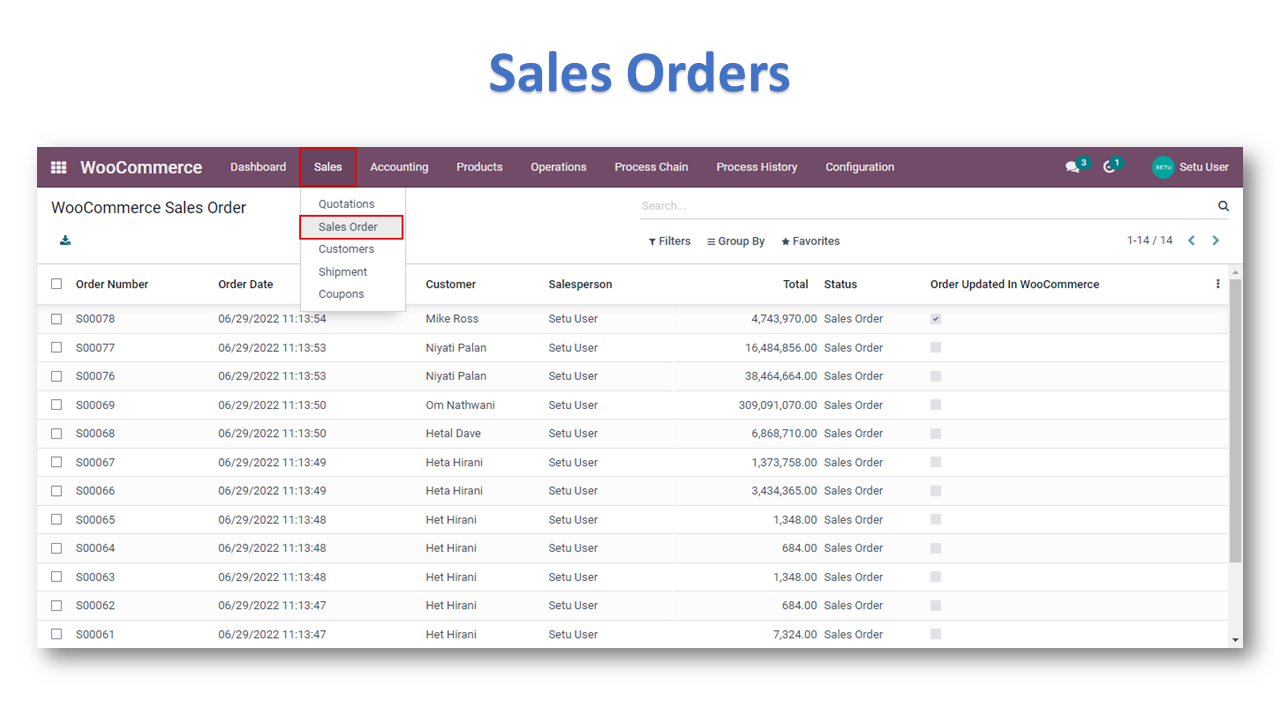 Sales Orders
WooCommerce Dashboard Sales Accounting Products Operations Process Chain Process History Configuration 3 1 SETU Setu User
WooCommerce Sales Order
Quotations
Sales Order
Customers
Shipment
Coupons
Search...
Filters Group By Favorites 1-14 / 14
Order Number Order Date Customer Salesperson Total Status Order Updated In WooCommerce
S00078 06/29/2022 11:13:54 Mike Ross Setu User 4,743,970.00 Sales Order
S00077 06/29/2022 11:13:53 Niyati Palan Setu User 16,484,856.00 Sales Order
S00076 06/29/2022 11:13:53 Niyati Palan Setu User 38,464,664.00 Sales Order
S00069 06/29/2022 11:13:50 Om Nathwani Setu User 309,091,070.00 Sales Order
S00068 06/29/2022 11:13:50 Hetal Dave Setu User 6,868,710.00 Sales Order
S00067 06/29/2022 11:13:49 Heta Hirani Setu User 1,373,758.00 Sales Order
S00066 06/29/2022 11:13:49 Heta Hirani Setu User 3,434,365.00 Sales Order
S00065 06/29/2022 11:13:48 Het Hirani Setu User 1,348.00 Sales Order
S00064 06/29/2022 11:13:48 Het Hirani Setu User 684.00 Sales Order
S00063 06/29/2022 11:13:48 Het Hirani Setu User 1,348.00 Sales Order
S00062 06/29/2022 11:13:47 Het Hirani Setu User 684.00 Sales Order
S00061 06/29/2022 11:13:47 Het Hirani Setu User 7,324.00 Sales Order